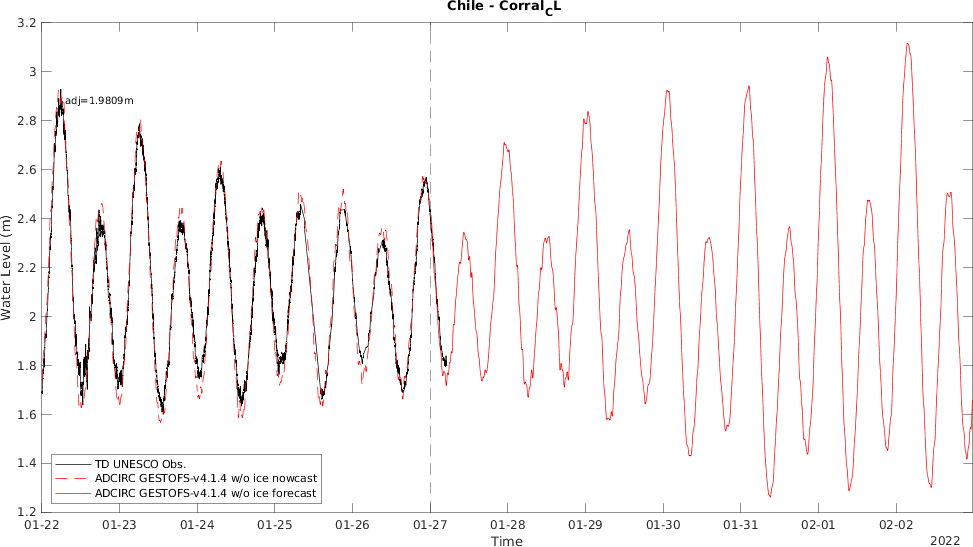 Chile - Corral_CL
3.2
3
2.8
2.6
2.4
2.2
2
1.8
1.6
1.4
1.2
Water Level (m)
adj=1.9809m
TD UNESCO Obs.
ADCIRC GESTOFS-v4.1.4 w/o ice nowcast
ADCIRC GESTOFS-v4.1.4 w/o ice forecast
01-22 01-23 01-24 01-25 01-26 01-27 01-28 01-29 01-30 01-31 02-01 02-02
Time
2022